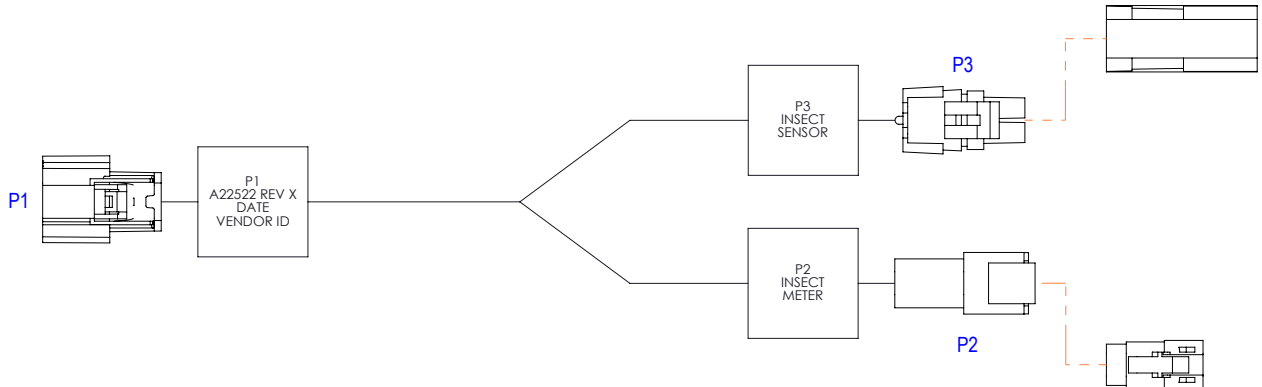 P1
P1
A22522 REV X
DATE
VENDOR ID
P3
INSECT
SENSOR
P3
P2
INSECT
METER
P2